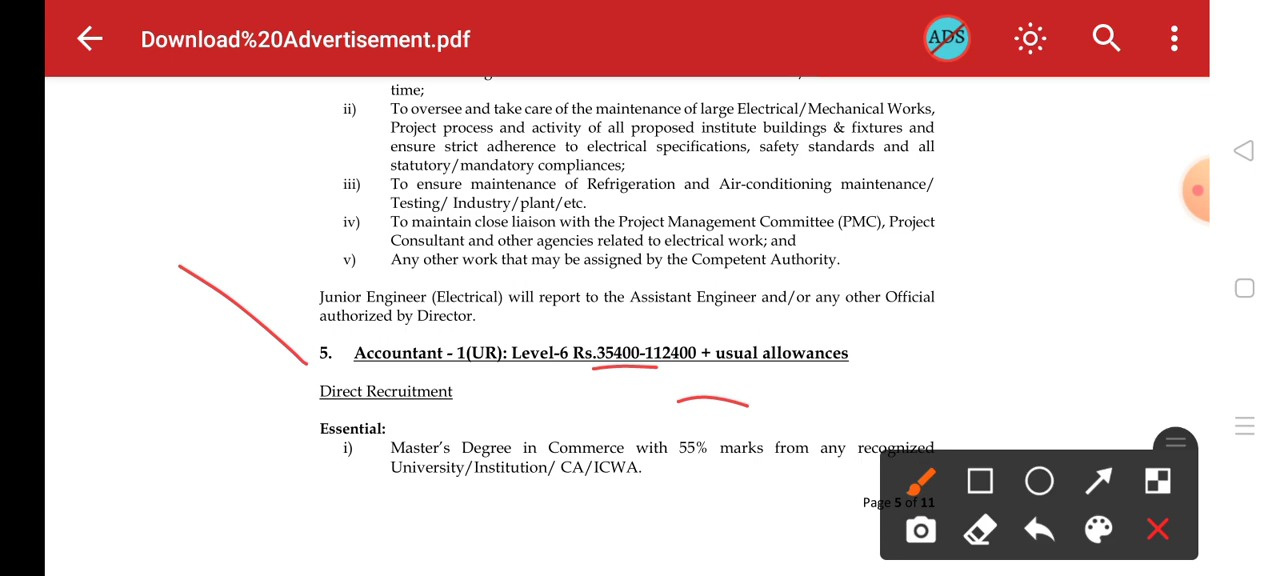 Download%20Advertisement.pdf
ADS
time;
ii) To oversee and take care of the maintenance of large Electrical/Mechanical Works,
Project process and activity of all proposed institute buildings & fixtures and
ensure strict adherence to electrical specifications, safety standards and all
statutory/mandatory compliances;
iii) To ensure maintenance of Refrigeration and Air-conditioning maintenance/
Testing/ Industry/plant/etc.
iv) To maintain close liaison with the Project Management Committee (PMC), Project
Consultant and other agencies related to electrical work; and
v) Any other work that may be assigned by the Competent Authority.
Junior Engineer (Electrical) will report to the Assistant Engineer and/or any other Official
authorized by Director.
5. Accountant - 1(UR): Level-6 Rs.35400-112400 + usual allowances
Direct Recruitment
Essential:
i) Master's Degree in Commerce with 55% marks from any recognized
University/Institution/ CA/ICWA.
Page 5 of 11